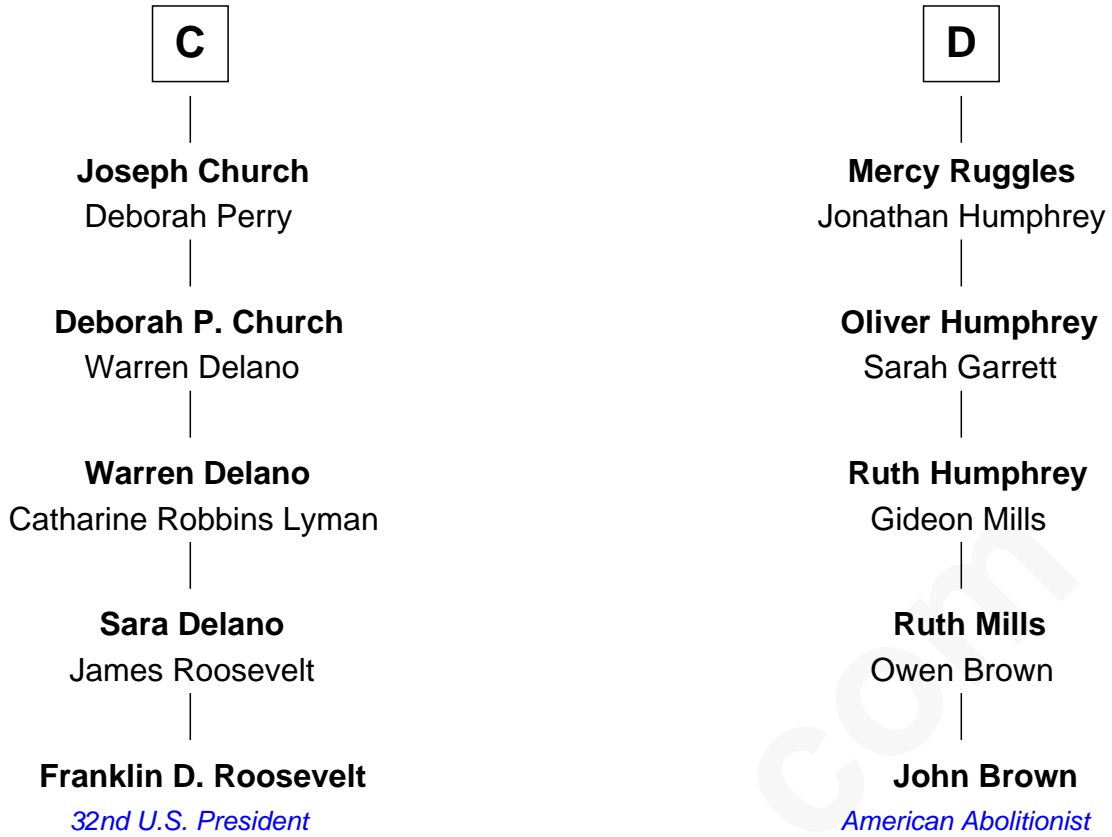 C
Joseph Church
Deborah Perry
Deborah P. Church
Warren Delano
Warren Delano
Catharine Robbins Lyman
Sara Delano
James Roosevelt
Franklin D. Roosevelt
32nd U.S. President
D
Mercy Ruggles
Jonathan Humphrey
Oliver Humphrey
Sarah Garrett
Ruth Humphrey
Gideon Mills
Ruth Mills
Owen Brown
John Brown
American Abolitionist
com